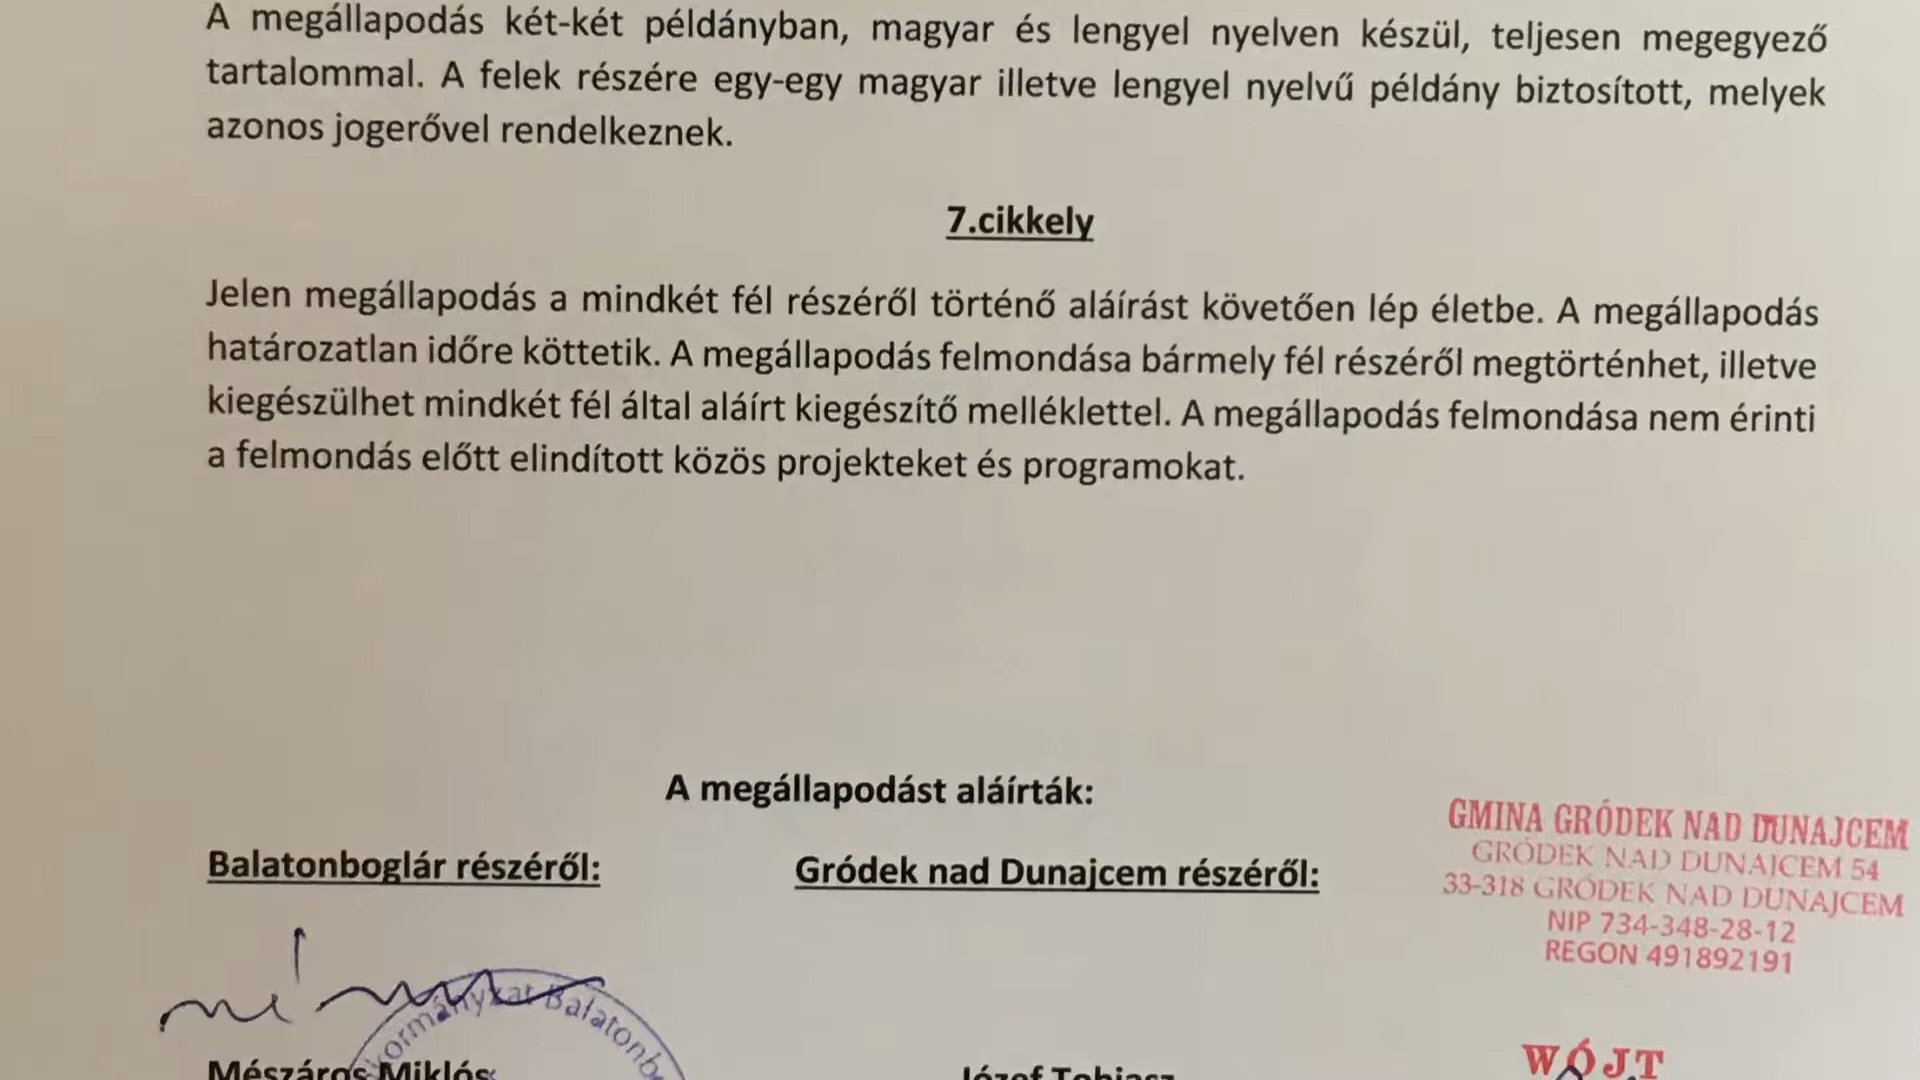 A megállapodás két-két példányban, magyar és lengyel nyelven készül, teljesen megegyező
tartalommal. A felek részére egy-egy magyar illetve lengyel nyelvű példány biztosított, melyek
azonos jogerővel rendelkeznek.
7.cikkely
Jelen megállapodás a mindkét fél részéről történő aláírást követően lép életbe. A megállapodás
határozatlan időre köttetik. A megállapodás felmondása bármely fél részéről megtörténhet, illetve
kiegészülhet mindkét fél által aláírt kiegészítő melléklettel. A megállapodás felmondása nem érinti
a felmondás előtt elindított közös projekteket és programokat.
A megállapodást aláírták:
Balatonboglár részéről:
Gródek nad Dunajcem részéről:
GMINA GRÓDEK NAD DUNAJCEM
GRÓDEK NAD DUNAJCEM 54
33-318 GRÓDEK NAD DUNAJCEM
NIP 734-348-28-12
REGON 491892191
Mészáros Miklós
Józef Tobiasz
WÓJT